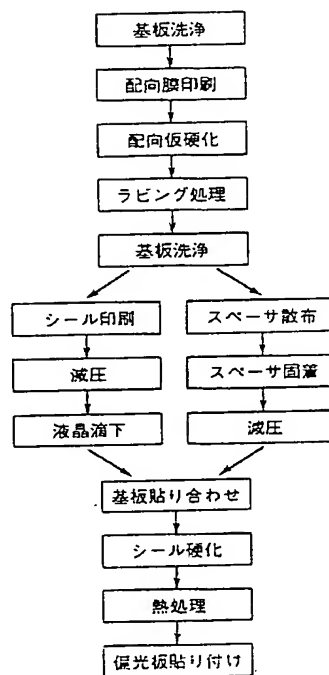 基板洗浄
配向膜印刷
配向仮硬化
ラビング処理
基板洗浄
シール印刷
スペーサ散布
減圧
スペーサ固着
液晶滴下
減圧
基板貼り合わせ
シール硬化
熱処理
偏光板貼り付け